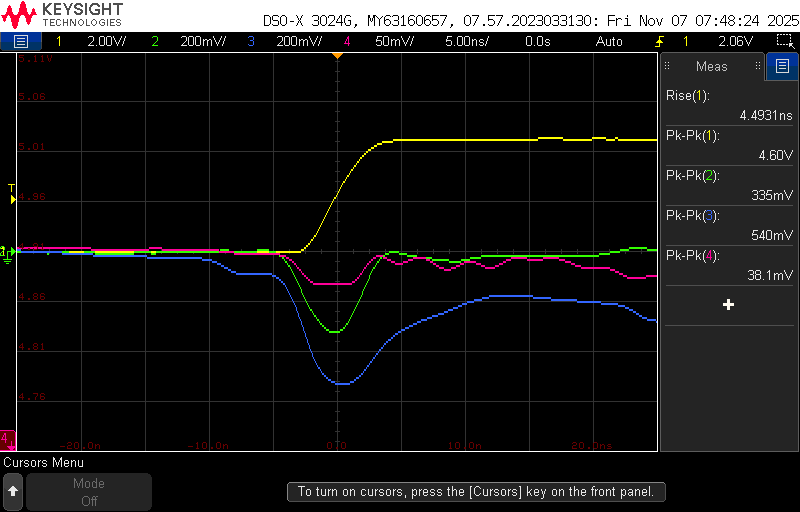 KEYSIGHT
TECHNOLOGIES
DSO-X 3024G, MY63160657, 07.57.2023033130: Fri Nov 07 07:48:24 2025
1 2.00V/ 2 200mV/ 3 200mV/ 4 50mV/ 5.00ns/ 0.0s Auto 1 2.06V
5.11V
5.06
5.01
4.96
4.91
4.86
4.81
4.76
T
4
-20.0n -10.0n 0.0 10.0n 20.0ns
Meas
Rise(1):
4.4931ns
Pk-Pk(1):
4.60V
Pk-Pk(2):
335mV
Pk-Pk(3):
540mV
Pk-Pk(4):
38.1mV
Cursors Menu
Mode
Off
To turn on cursors, press the [Cursors] key on the front panel.